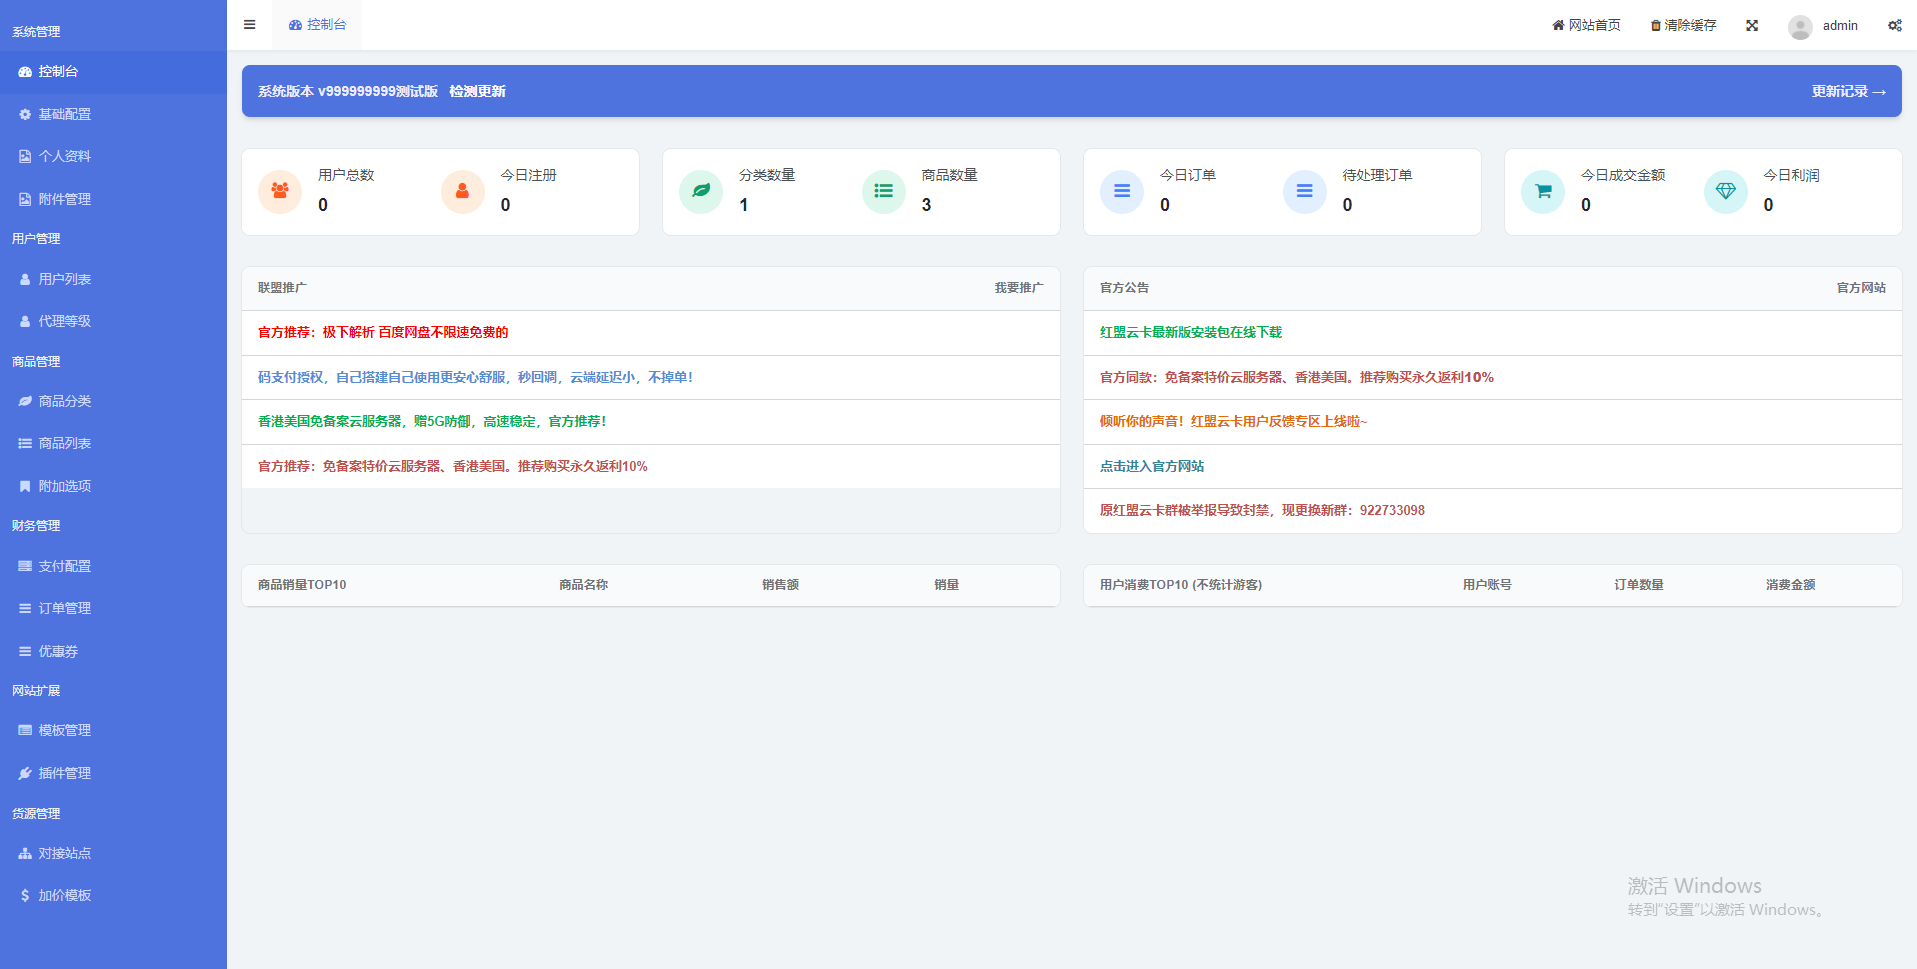 系统管理
控制台
基础配置
个人资料
附件管理
用户管理
用户列表
代理等级
商品管理
商品分类
商品列表
附加选项
财务管理
支付配置
订单管理
优惠券
网站扩展
模板管理
插件管理
货源管理
对接站点
加价模板
控制台
网站首页 清除缓存 admin
系统版本 v999999999测试版 检测更新 更新记录 →
用户总数 今日注册 分类数量 商品数量 今日订单 待处理订单 今日成交金额 今日利润
0 0 1 3 0 0 0 0
联盟推广 我要推广
官方推荐：极下解析 百度网盘不限速免费的
码支付授权，自己搭建自己使用更安心舒服，秒回调，云端延迟小，不掉单！
香港美国免备案云服务器，赠5G防御，高速稳定，官方推荐！
官方推荐：免备案特价云服务器、香港美国。推荐购买永久返利10%
官方公告 官方网站
红盟云卡最新版安装包在线下载
官方同款：免备案特价云服务器、香港美国。推荐购买永久返利10%
倾听你的声音！红盟云卡用户反馈专区上线啦~
点击进入官方网站
原红盟云卡群被举报导致封禁，现更换新群：922733098
商品销量TOP10 商品名称 销售额 销量
用户消费TOP10 (不统计游客) 用户账号 订单数量 消费金额
激活 Windows
转到"设置"以激活 Windows。